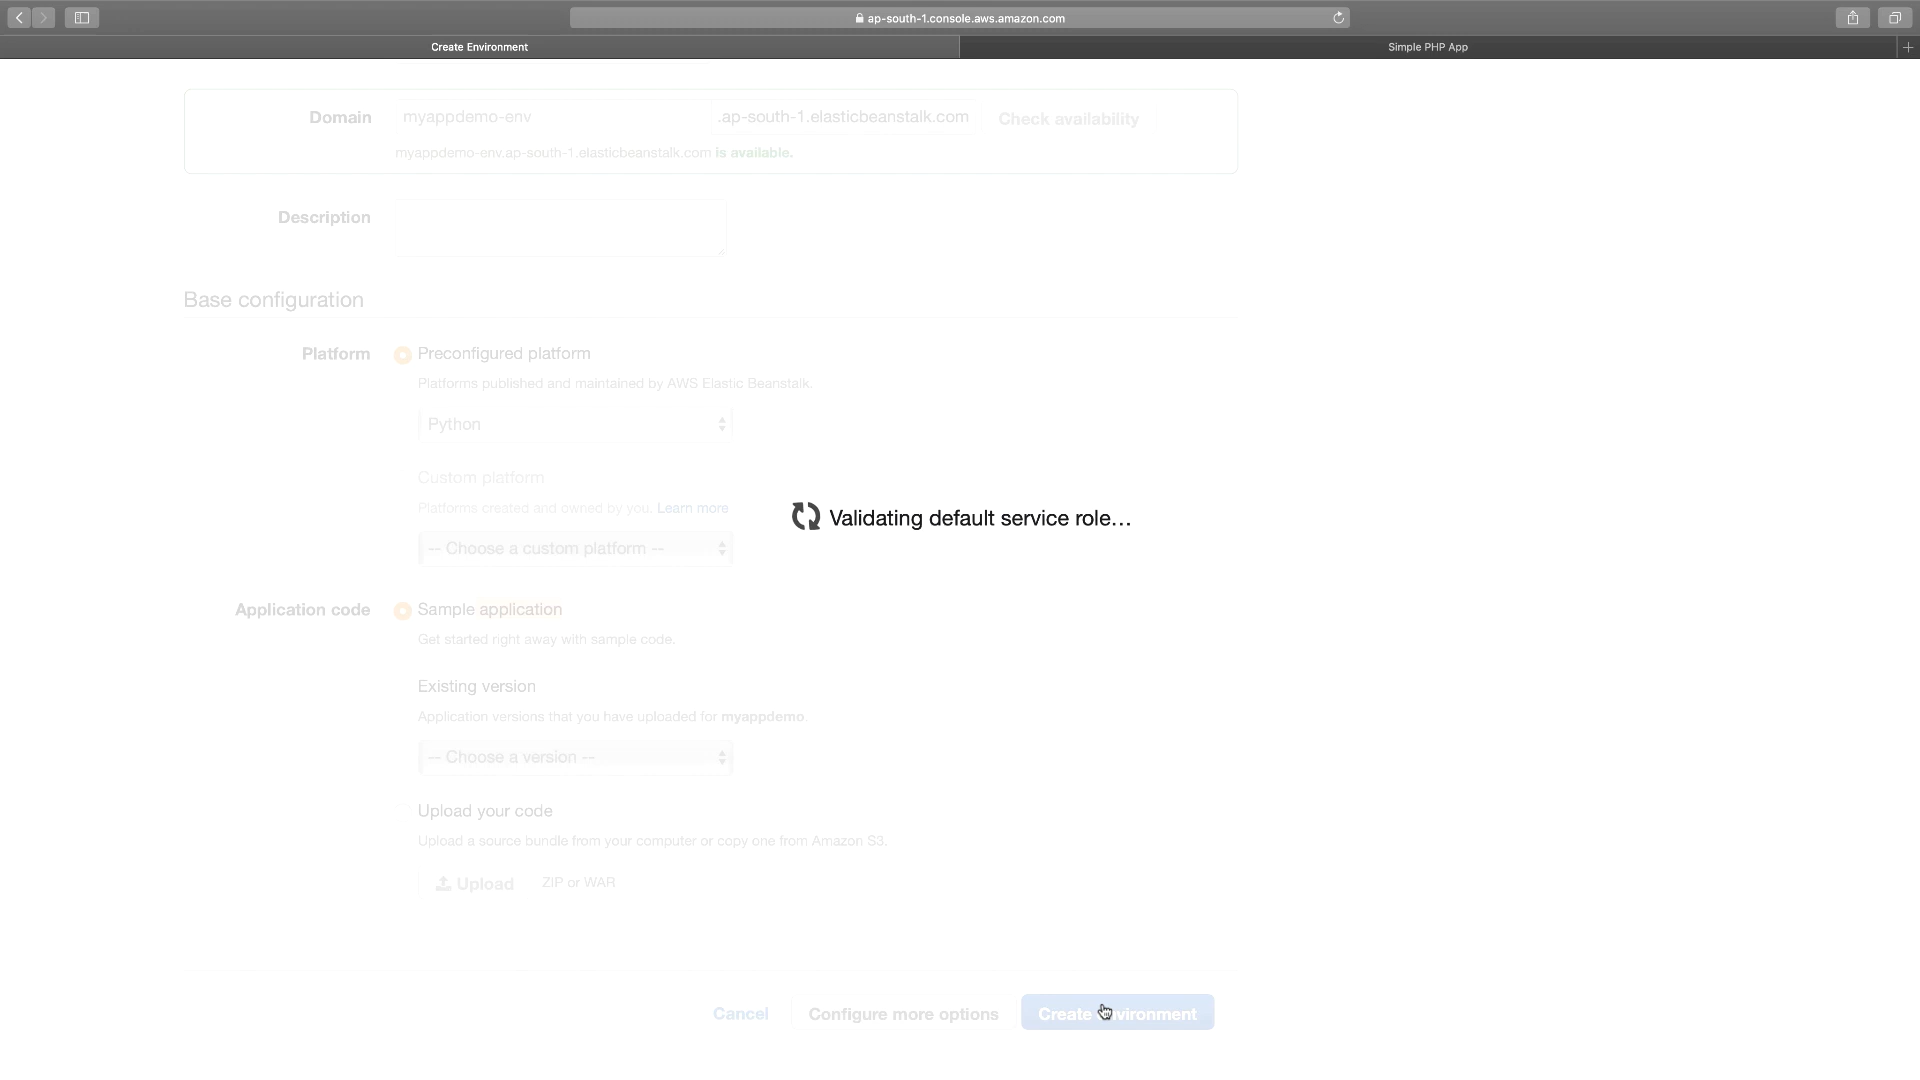 ap-south-1.console.aws.amazon.com
Create Environment
Simple PHP App
Domain
myappdemo-env
.ap-south-1.elasticbeanstalk.com
Check availability
myappdemo-env.ap-south-1.elasticbeanstalk.com is available.
Description
Base configuration
Platform
Preconfigured platform
Platforms published and maintained by AWS Elastic Beanstalk.
Python
Custom platform
Platforms created and owned by you. Learn more
-- Choose a custom platform --
Validating default service role...
Application code
Sample application
Get started right away with sample code.
Existing version
Application versions that you have uploaded for myappdemo.
-- Choose a version --
Upload your code
Upload a source bundle from your computer or copy one from Amazon S3.
Upload
ZIP or WAR
Cancel
Configure more options
Create Environment